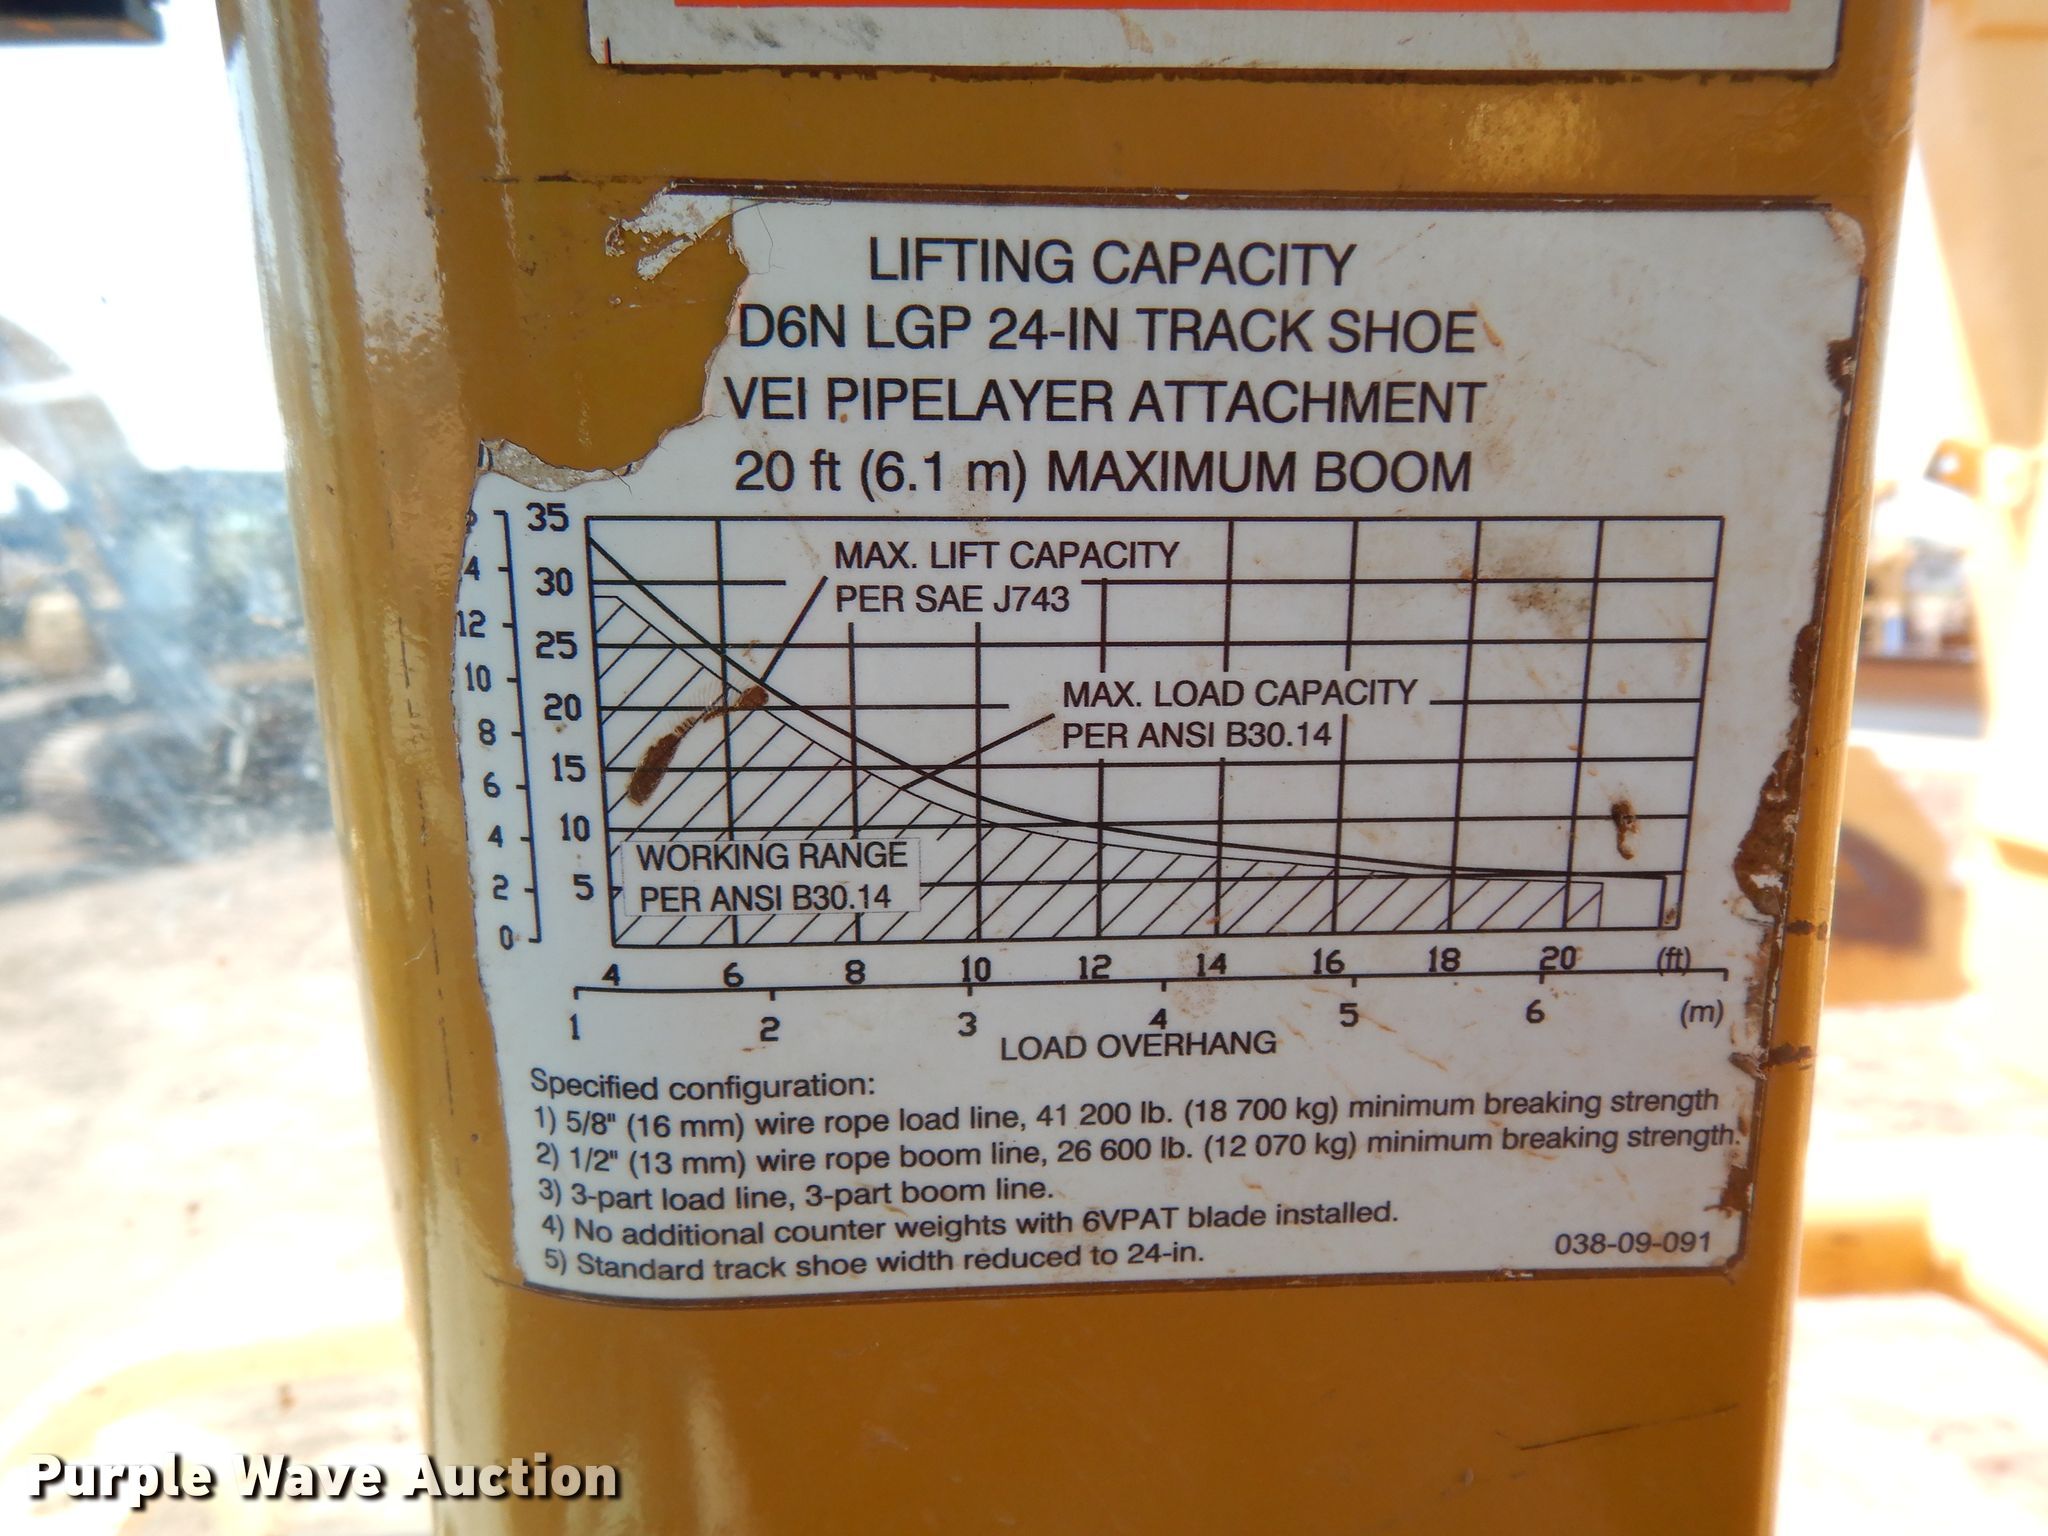 LIFTING CAPACITY
D6N LGP 24-IN TRACK SHOE
VEI PIPELAYER ATTACHMENT
20 ft (6.1 m) MAXIMUM BOOM
35
30
25
20
15
10
5
4
12
10
8
6
4
2
0
MAX. LIFT CAPACITY
PER SAE J743
MAX. LOAD CAPACITY
PER ANSI B30.14
WORKING RANGE
PER ANSI B30.14
4 6 8 10 12 14 16 18 20 (ft)
1 2 3 4 5 6 (m)
LOAD OVERHANG
Specified configuration:
1) 5/8" (16 mm) wire rope load line, 41 200 lb. (18 700 kg) minimum breaking strength
2) 1/2" (13 mm) wire rope boom line, 26 600 lb. (12 070 kg) minimum breaking strength.
3) 3-part load line, 3-part boom line.
4) No additional counter weights with 6VPAT blade installed.
5) Standard track shoe width reduced to 24-in.
038-09-091
Purple Wave Auction